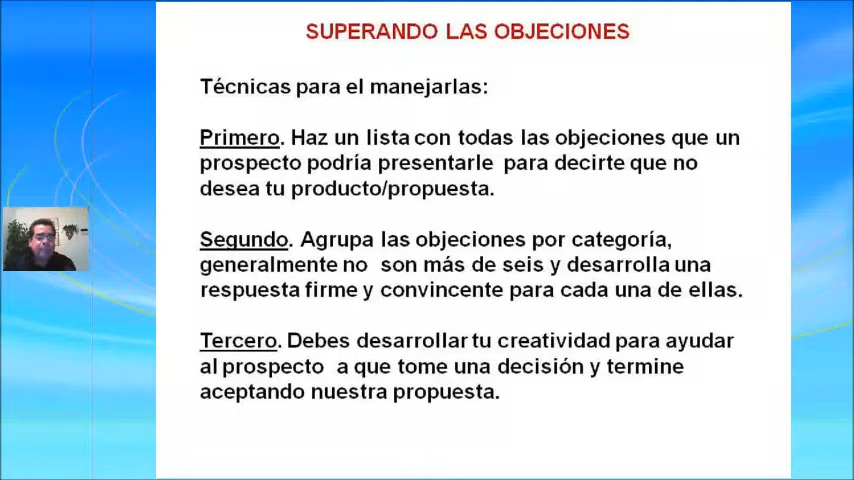 SUPERANDO LAS OBJECIONES
Técnicas para el manejarlas:
Primero. Haz un lista con todas las objeciones que un
prospecto podría presentarle para decirte que no
desea tu producto/propuesta.
Segundo. Agrupa las objeciones por categoría,
generalmente no son más de seis y desarrolla una
respuesta firme y convincente para cada una de ellas.
Tercero. Debes desarrollar tu creatividad para ayudar
al prospecto a que tome una decisión y termine
aceptando nuestra propuesta.